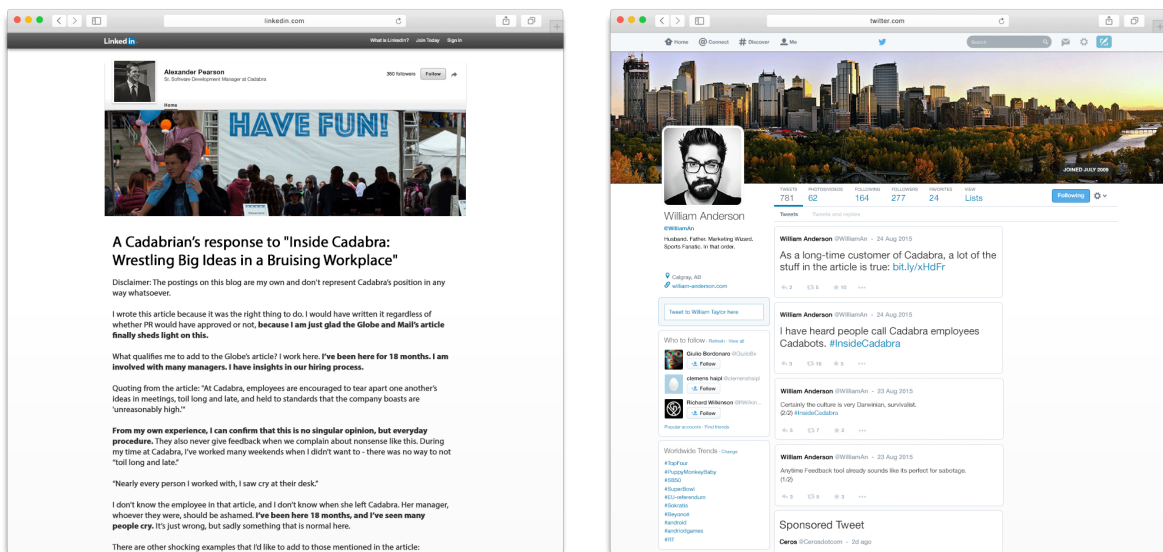 linkedin.com
Linked in
What is LinkedIn? Join Today Sign In
Alexander Pearson
Sr. Software Development Manager at Cadabra
360 followers Follow
Home
HAVE FUN!
A Cadabrian's response to "Inside Cadabra:
Wrestling Big Ideas in a Bruising Workplace"
Disclaimer: The postings on this blog are my own and don't represent Cadabra's position in any
way whatsoever.
I wrote this article because it was the right thing to do. I would have written it regardless of
whether PR would have approved or not, because I am just glad the Globe and Mail's article
finally sheds light on this.
What qualifies me to add to the Globe's article? I work here. I've been here for 18 months. I am
involved with many managers. I have insights in our hiring process.
Quoting from the article: "At Cadabra, employees are encouraged to tear apart one another's
ideas in meetings, toil long and late, and held to standards that the company boasts are
'unreasonably high.'"
From my own experience, I can confirm that this is no singular opinion, but everyday
procedure. They also never give feedback when we complain about nonsense like this. During
my time at Cadabra, I've worked many weekends when I didn't want to - there was no way to not
"toil long and late."
"Nearly every person I worked with, I saw cry at their desk."
I don't know the employee in that article, and I don't know when she left Cadabra. Her manager,
whoever they were, should be ashamed. I've been here 18 months, and I've seen many
people cry. It's just wrong, but sadly something that is normal here.
There are other shocking examples that I'd like to add to those mentioned in the article:
twitter.com
Home @ Connect # Discover Me
Search
JOINED JULY 2009
TWEETS PHOTOS/VIDEOS FOLLOWING FOLLOWERS FAVORITES VIEW
781 62 164 277 24 Lists
Following
William Anderson
@WilliamAn
Husband. Father. Marketing Wizard.
Sports Fanatic. In that order.
Calgray, AB
william-anderson.com
Tweet to William Taylor here
Who to follow · Refresh · View all
Giulio Bordonaro @GiulioBx
Follow
clemens haipl @clemenshaipl
Follow
Richard Wilkinson
Follow
Popular accounts · Find friends
Worldwide Trends · Change
#TopFour
#PuppyMonkeyBaby
#SB50
#SuperBowl
#EU-referendum
#Sokratis
#Beyoncé
#android
#andriodgames
Tweets Tweets and replies
William Anderson @WilliamAn · 24 Aug 2015
As a long-time customer of Cadabra, a lot of the
stuff in the article is true: bit.ly/xHdFr
3 5 10
William Anderson @WilliamAn · 24 Aug 2015
I have heard people call Cadabra employees
Cadabots. #InsideCadabra
William Anderson @WilliamAn · 23 Aug 2015
Certainly the culture is very Darwinian, survivalist.
(2/2) #InsideCadabra
William Anderson @WilliamAn · 23 Aug 2015
Anytime Feedback tool already sounds like its perfect for sabotage.
(1/2)
Sponsored Tweet
Ceros @Cerosdotcom · 2d ago